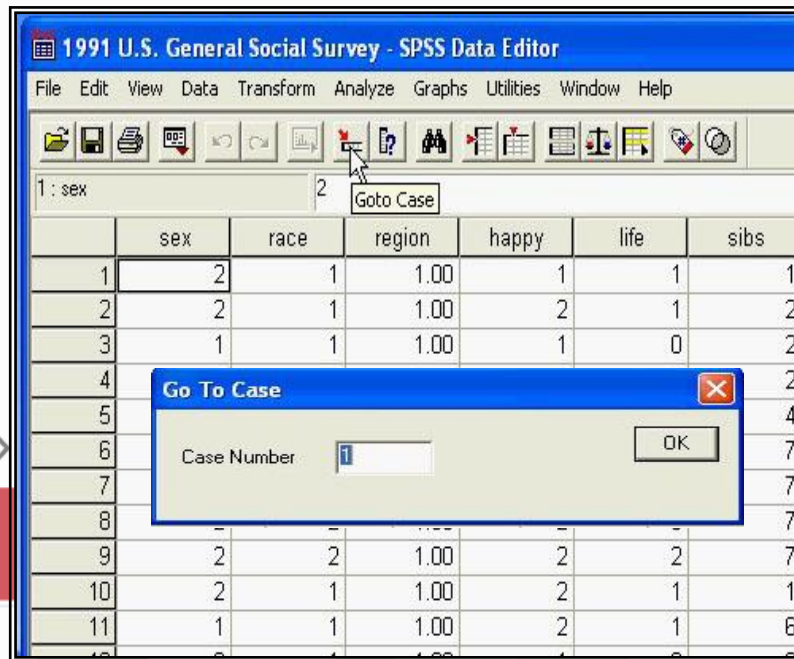 1991 U.S. General Social Survey - SPSS Data Editor
File Edit View Data Transform Analyze Graphs Utilities Window Help
1 : sex 2
Goto Case
sex race region happy life sibs
1 2 1 1.00 1 1 1
2 2 1 1.00 2 1 2
3 1 1 1.00 1 0 2
4 2
Go To Case
5 4
6 7
Case Number 1 OK
7 7
8 7
9 2 2 1.00 2 2 7
10 2 1 1.00 2 1 1
11 1 1 1.00 2 1 6